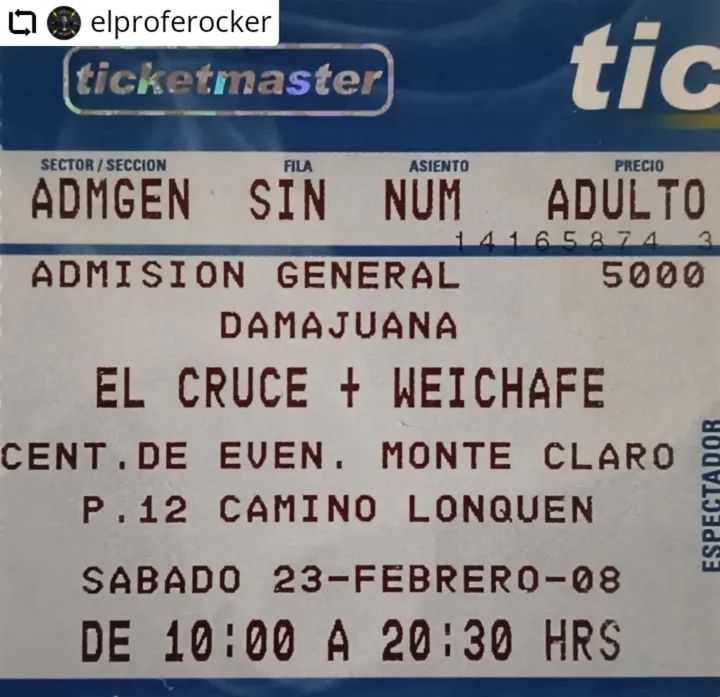 elproferocker
ticketmaster
tic
SECTOR / SECCION FILA ASIENTO PRECIO
ADMGEN SIN NUM ADULTO
14165874 3
ADMISION GENERAL 5000
DAMAJUANA
EL CRUCE + WEICHAFE
CENT.DE EVEN. MONTE CLARO
P.12 CAMINO LONQUEN
SABADO 23-FEBRERO-08
DE 10:00 A 20:30 HRS
ESPECTADOR